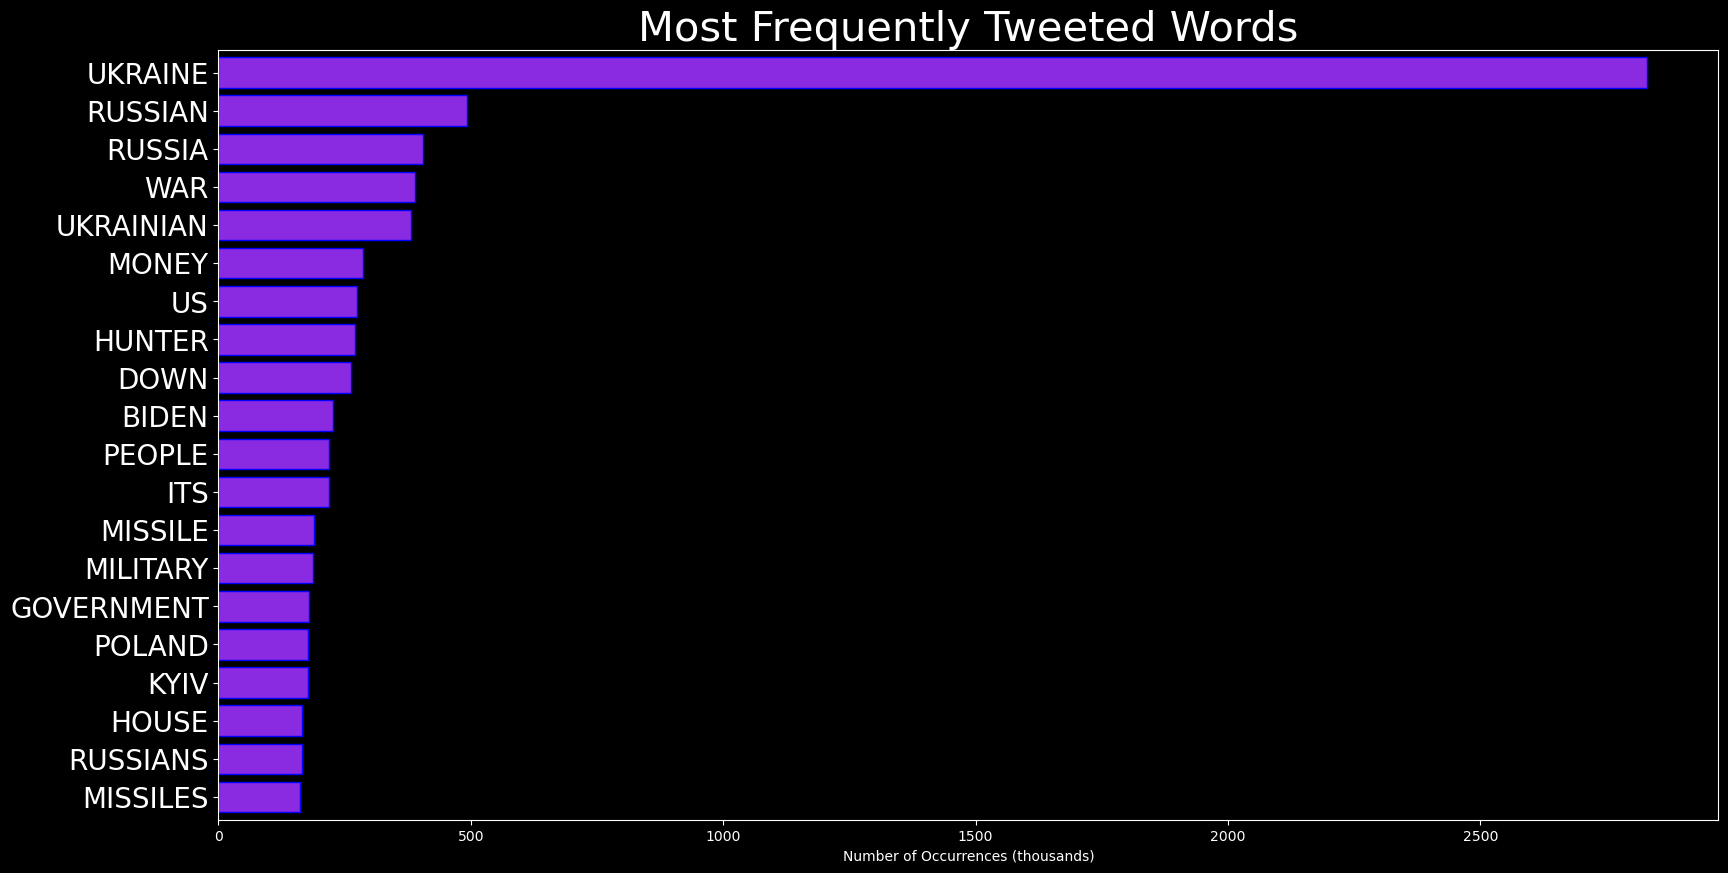 Most Frequently Tweeted Words
UKRAINE
RUSSIAN
RUSSIA
WAR
UKRAINIAN
MONEY
US
HUNTER
DOWN
BIDEN
PEOPLE
ITS
MISSILE
MILITARY
GOVERNMENT
POLAND
KYIV
HOUSE
RUSSIANS
MISSILES
0 500 1000 1500 2000 2500
Number of Occurrences (thousands)